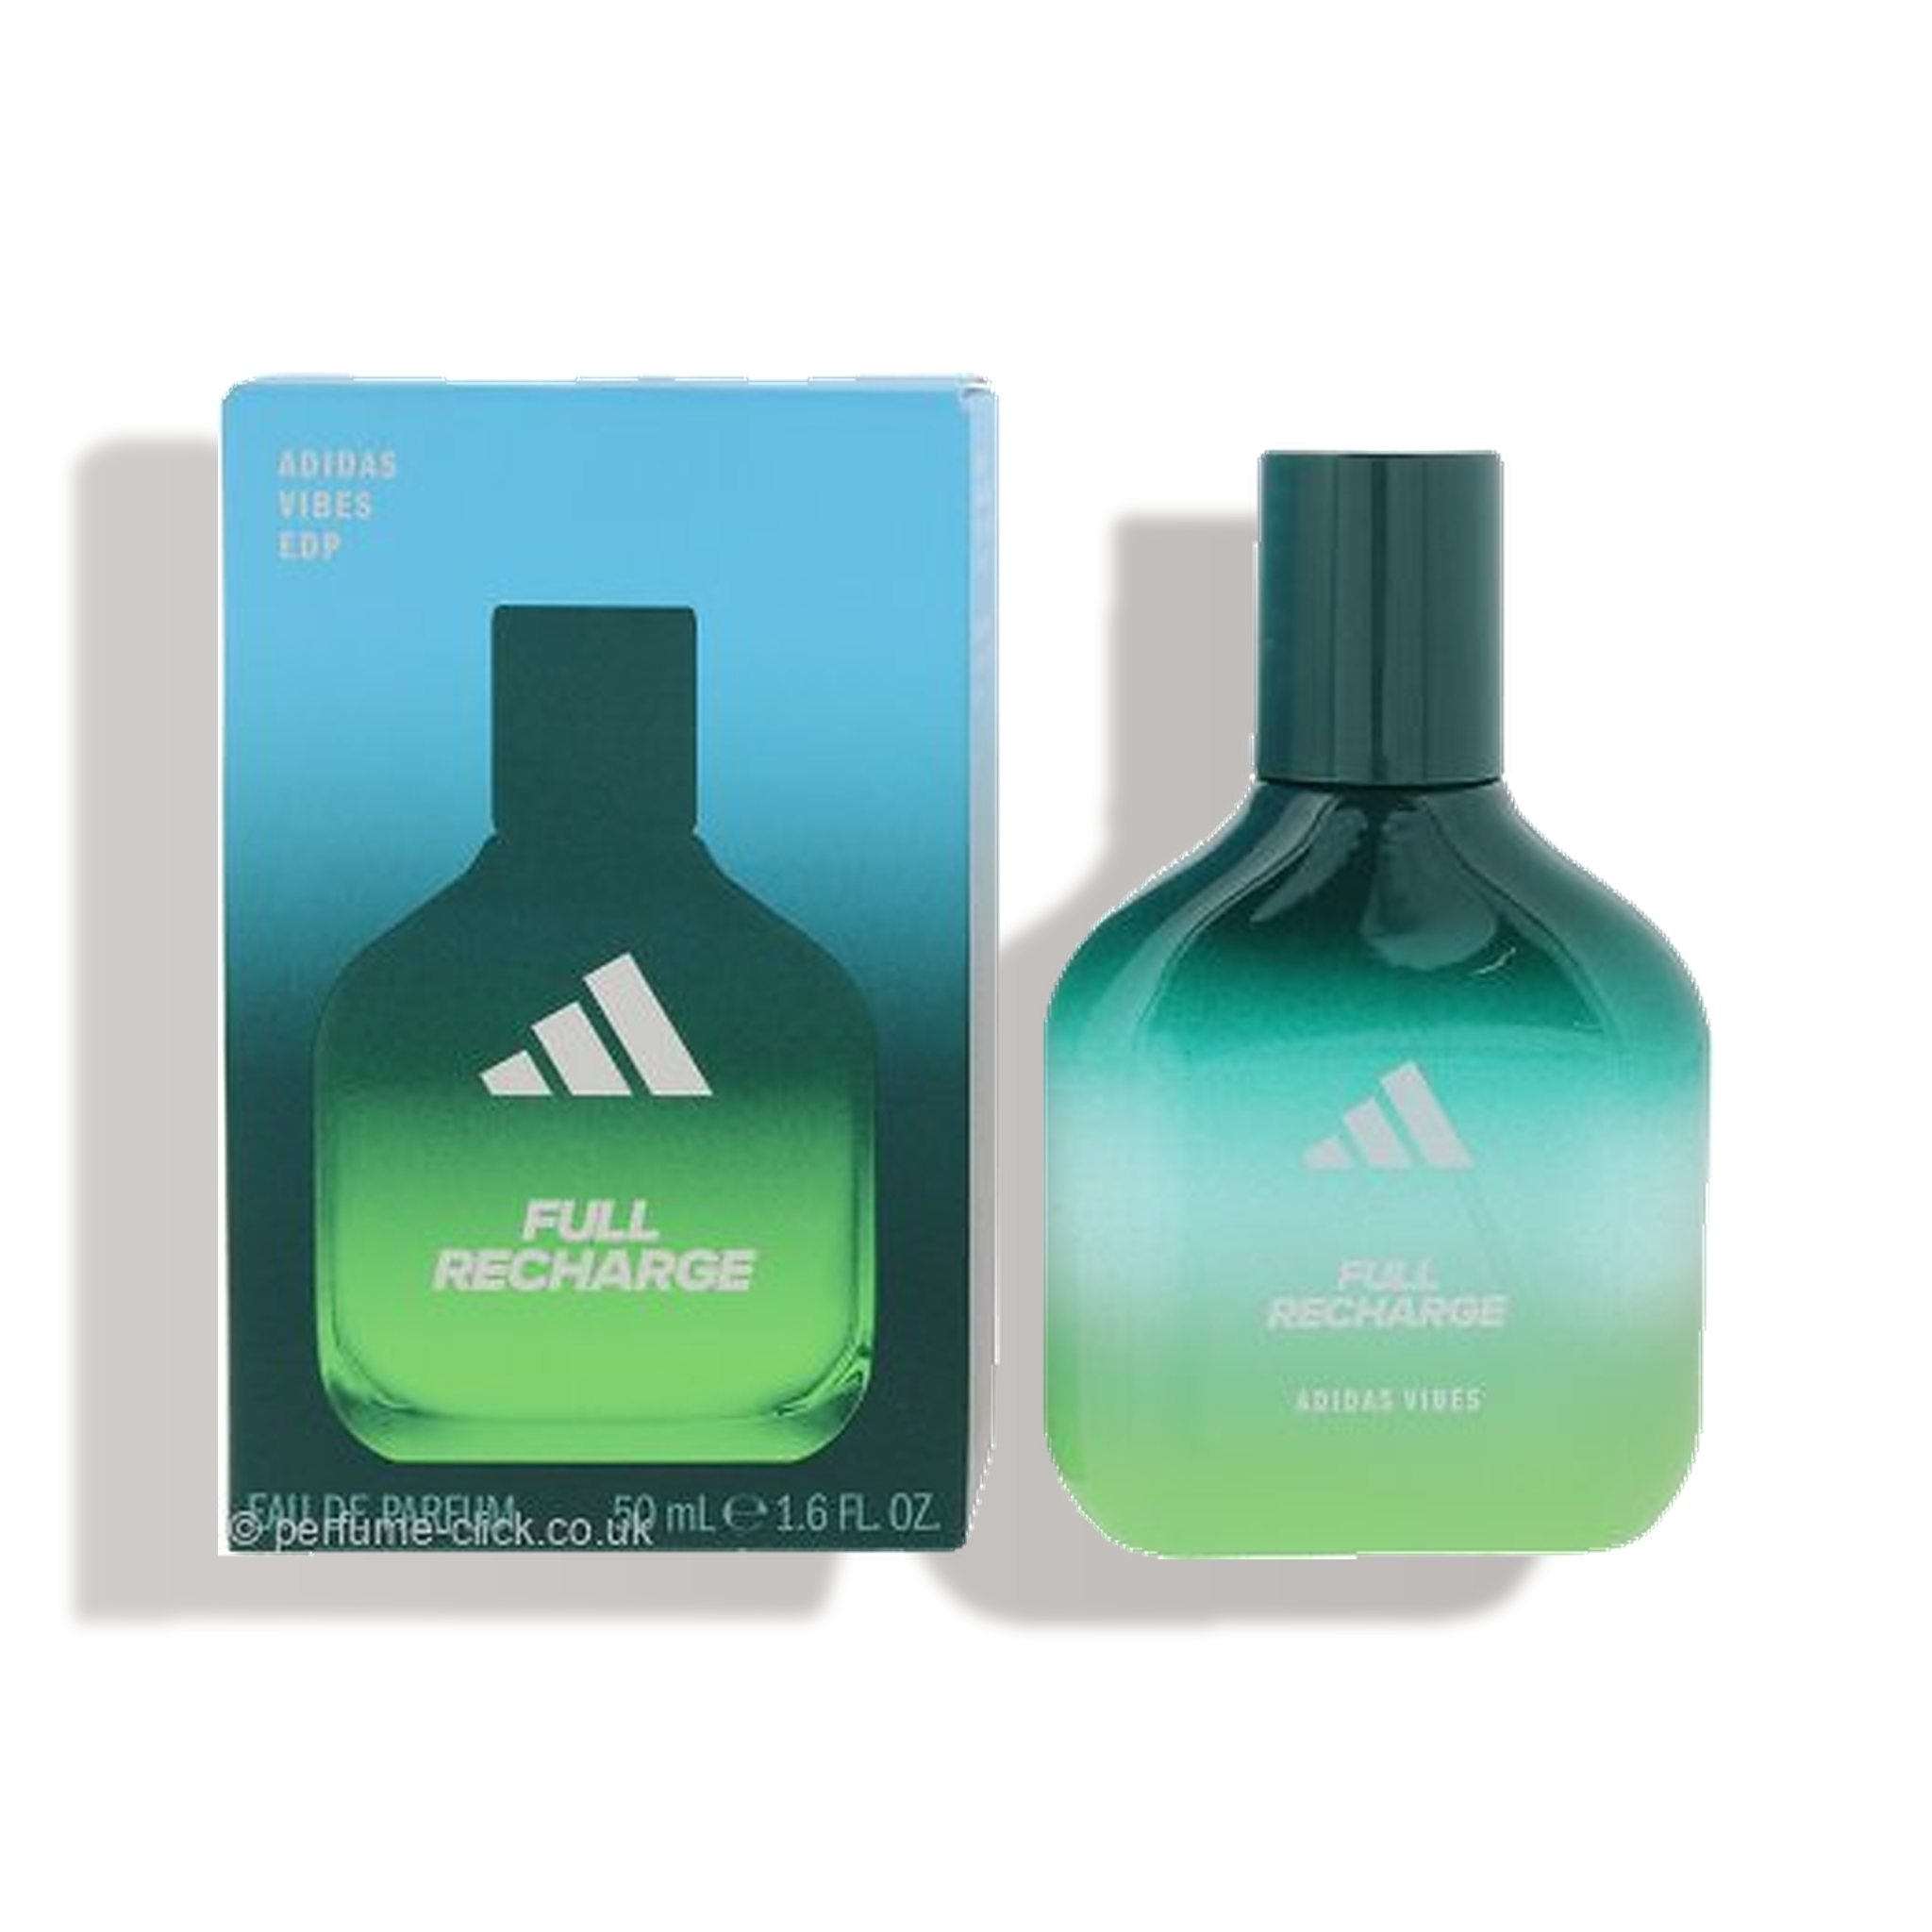 ADIDAS
VIBES
EDP
FULL
RECHARGE
EAU DE PARFUM 50 mL ℮ 1.6 FL. OZ.
© perfume-click.co.uk
FULL
RECHARGE
ADIDAS VIBES